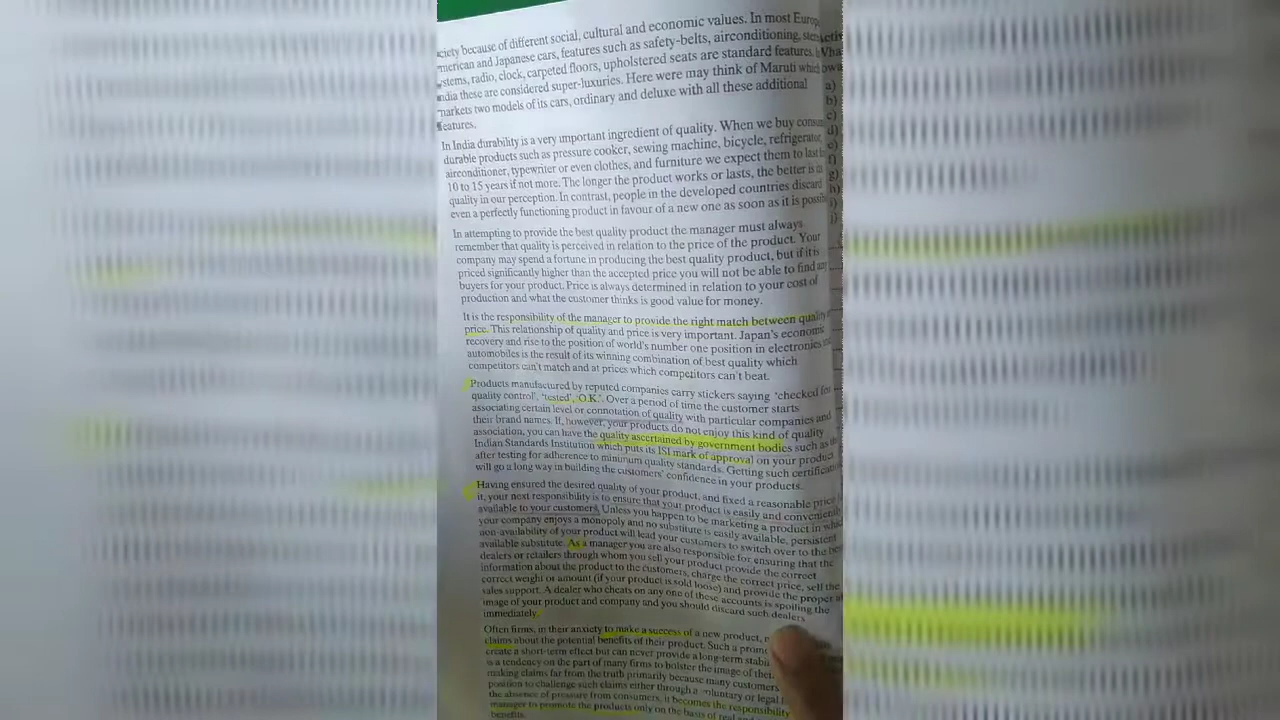 ciety because of different social, cultural and economic values. In most Europ
merican and Japanese cars, features such as safety-belts, airconditioning,
stems, radio, clock, carpeted floors, upholstered seats are standard features.
ndia these are considered super-luxuries. Here were may think of Maruti which
markets two models of its cars, ordinary and deluxe with all these additional
features.
In India durability is a very important ingredient of quality. When we buy consu
durable products such as pressure cooker, sewing machine, bicycle, refrigerator,
airconditioner, typewriter or even clothes, and furniture we expect them to last
10 to 15 years if not more. The longer the product works or lasts, the better is
quality in our perception. In contrast, people in the developed countries discard
even a perfectly functioning product in favour of a new one as soon as it is possib
In attempting to provide the best quality product the manager must always
remember that quality is perceived in relation to the price of the product. Your
company may spend a fortune in producing the best quality product, but if it is
priced significantly higher than the accepted price you will not be able to find any
buyers for your product. Price is always determined in relation to your cost of
production and what the customer thinks is good value for money.
It is the responsibility of the manager to provide the right match between quality
price. This relationship of quality and price is very important. Japan's economic
recovery and rise to the position of world's number one position in electronics
automobiles is the result of its winning combination of best quality which
competitors can't match and at prices which competitors can't beat.
Products manufactured by reputed companies carry stickers saying 'checked for
quality control', 'tested', 'O.K.'. Over a period of time the customer starts
associating certain level or connotation of quality with particular companies and
their brand names. If, however, your products do not enjoy this kind of quality
association, you can have the quality ascertained by government bodies such as
Indian Standards Institution which puts its ISI mark of approval on your product
after testing for adherence to minimum quality standards. Getting such certification
will go a long way in building the customers' confidence in your products.
Having ensured the desired quality of your product, and fixed a reasonable price
it, your next responsibility is to ensure that your product is easily and convenient
available to your customers. Unless you happen to be marketing a product in which
your company enjoys a monopoly and no substitute is easily available, persistent
non-availability of your product will lead your customers to switch over to the
available substitute. As a manager you are also responsible for ensuring that the
dealers or retailers through whom you sell your product provide the correct
information about the product to the customers, charge the correct price, sell the
correct weight or amount (if your product is sold loose) and provide the proper
sales support. A dealer who cheats on any one of these accounts is spoiling the
image of your product and company and you should discard such dealers
immediately.
Often firms, in their anxiety to make a success of a new product,
claims about the potential benefits of their product. Such a promo
create a short-term effect but can never provide a long-term stabi
is a tendency on the part of many firms to bolster the image of thei
making claims far from the truth primarily because many customers
position to challenge such claims either through a voluntary or legal
the absence of pressure from consumers, it becomes the responsibility
manager to promote the products only on the basis of real and
benefits.
a)
b)
c)
d)
e)
f)
g)
h)
i)
j)